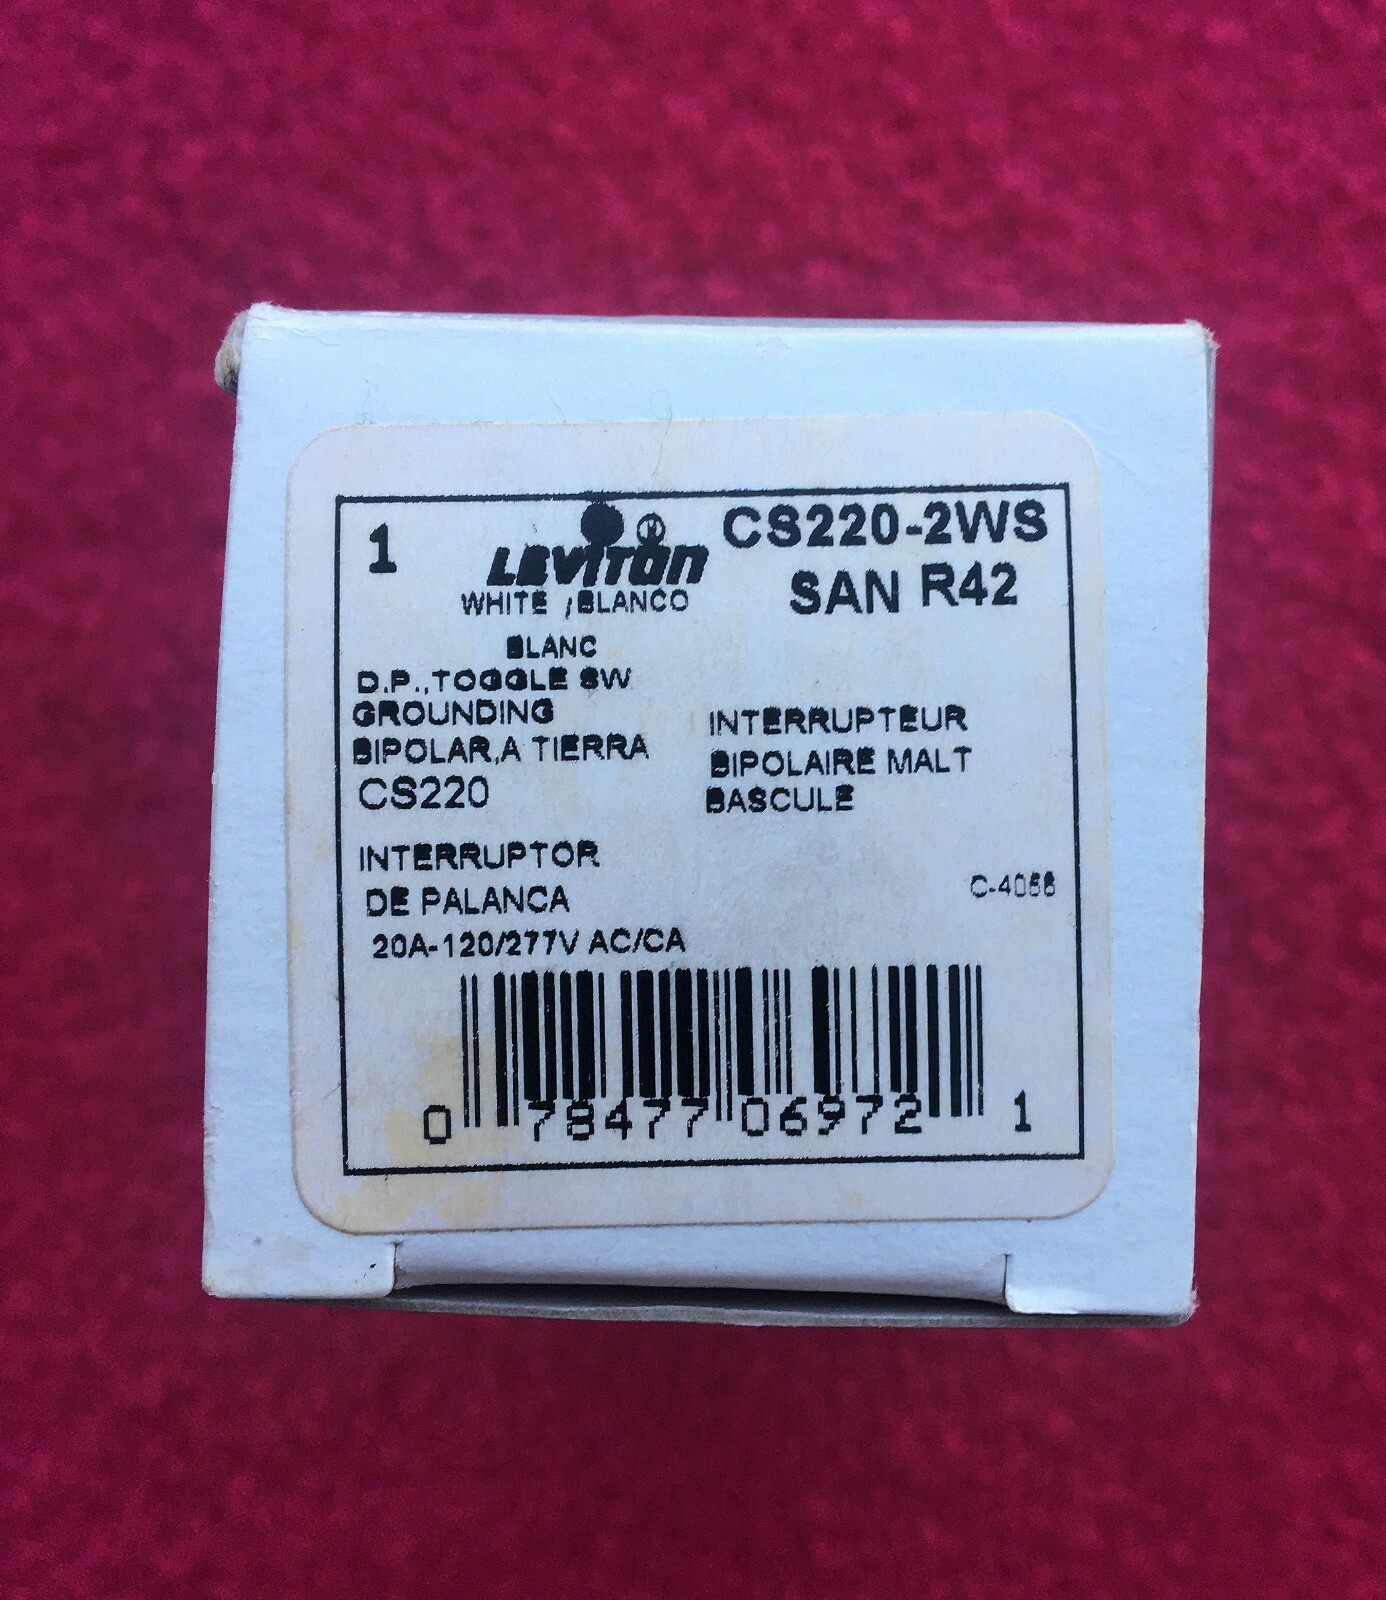 1
LEVITON ® CS220-2WS
WHITE /BLANCO SAN R42
BLANC
D.P.,TOGGLE SW
GROUNDING
BIPOLAR,A TIERRA
CS220
INTERRUPTEUR
BIPOLAIRE MALT
BASCULE
INTERRUPTOR
DE PALANCA
20A-120/277V AC/CA
0 78477 06972 1